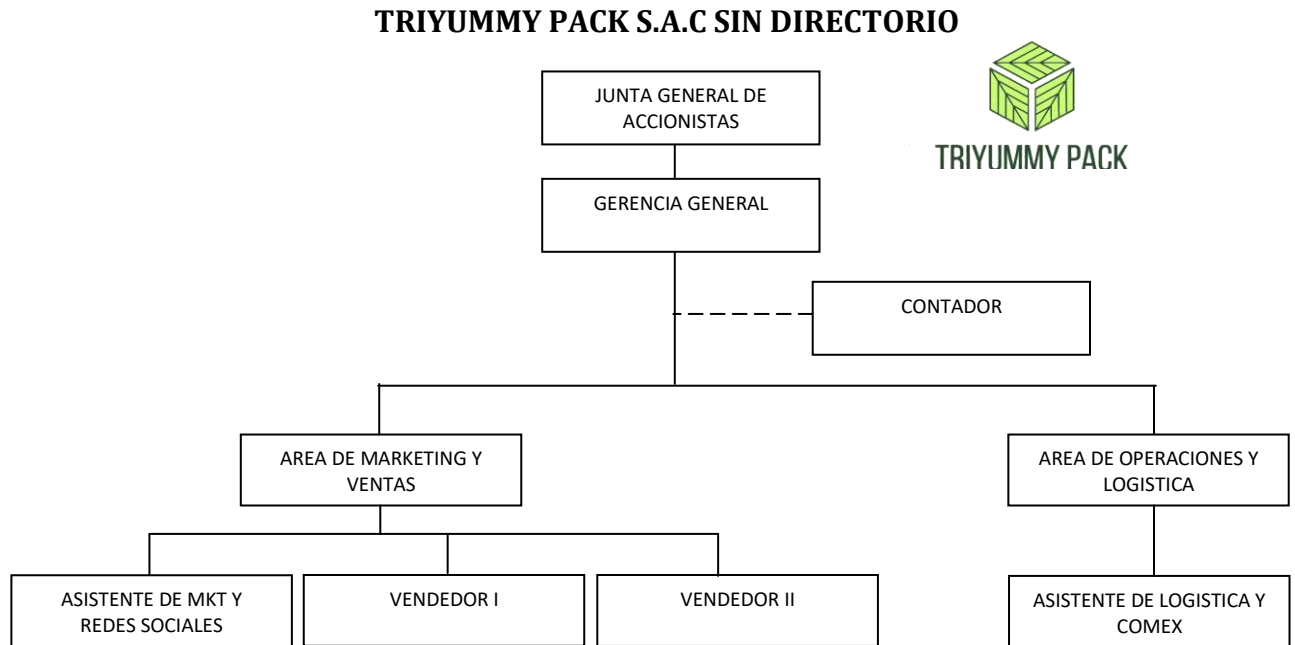 TRIYUMMY PACK S.A.C SIN DIRECTORIO
JUNTA GENERAL DE
ACCIONISTAS
TRIYUMMY PACK
GERENCIA GENERAL
CONTADOR
AREA DE MARKETING Y
VENTAS
AREA DE OPERACIONES Y
LOGISTICA
ASISTENTE DE MKT Y
REDES SOCIALES
VENDEDOR I
VENDEDOR II
ASISTENTE DE LOGISTICA Y
COMEX